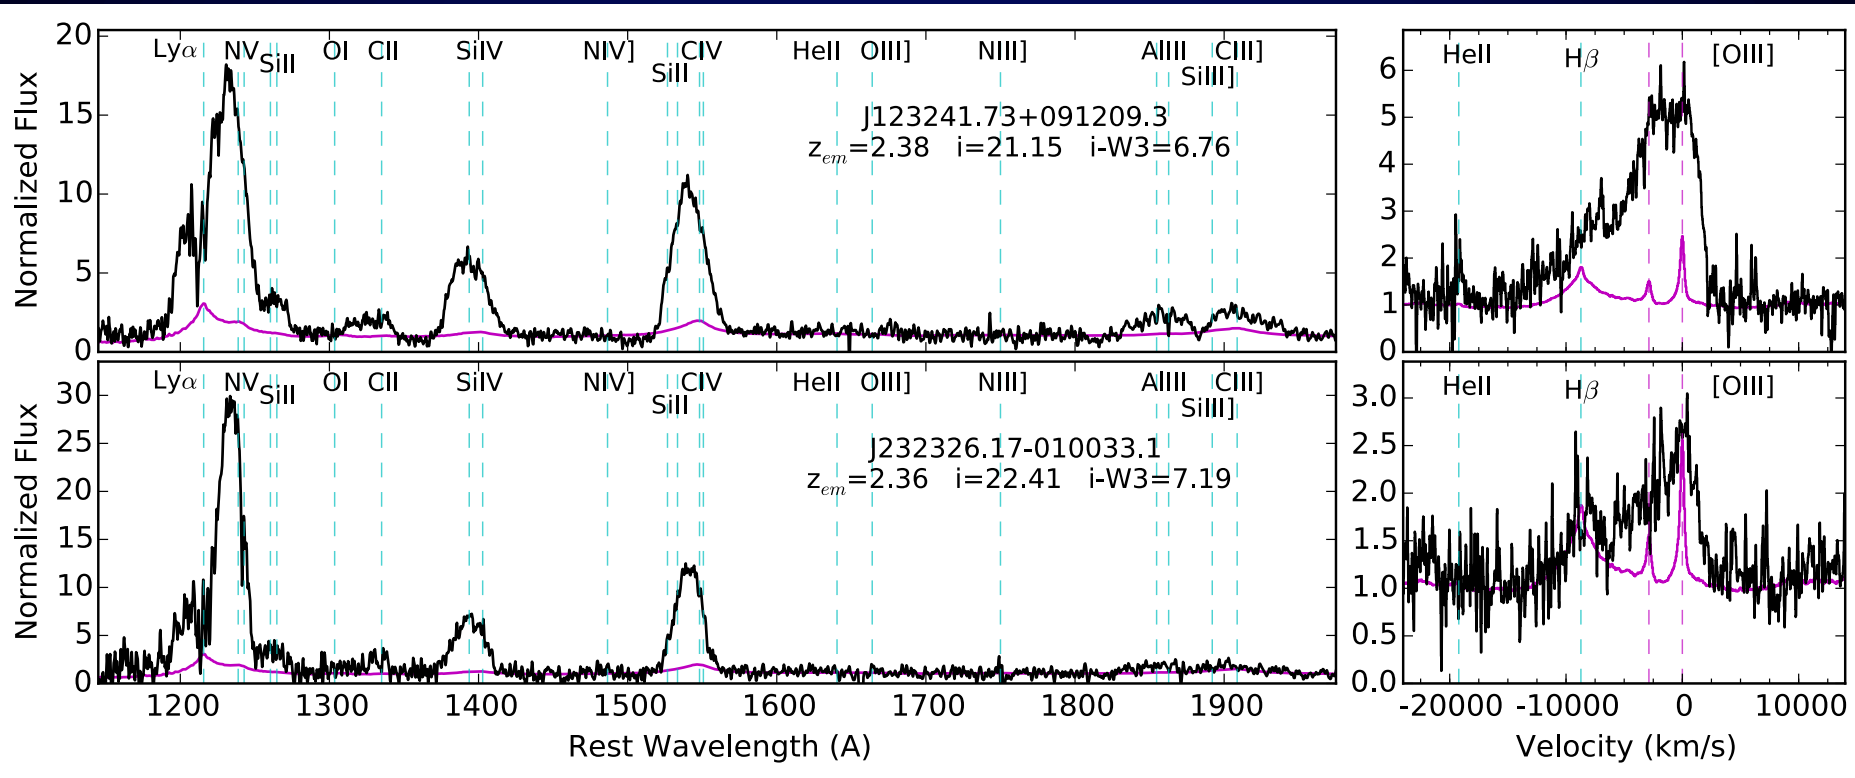 Normalized Flux
20
15
10
5
0
Lyα NV SiII OI CII SiIV NIV] SiII CIV HeII OIII] NIII] AlIII SiIII] CIII]
J123241.73+091209.3
z_em=2.38 i=21.15 i-W3=6.76
6
5
4
3
2
1
0
HeII Hβ [OIII]
Normalized Flux
30
25
20
15
10
5
0
Lyα NV SiII OI CII SiIV NIV] SiII CIV HeII OIII] NIII] AlIII SiIII] CIII]
J232326.17-010033.1
z_em=2.36 i=22.41 i-W3=7.19
1200 1300 1400 1500 1600 1700 1800 1900
Rest Wavelength (A)
3.0
2.5
2.0
1.5
1.0
0.5
0.0
HeII Hβ [OIII]
-20000 -10000 0 10000
Velocity (km/s)